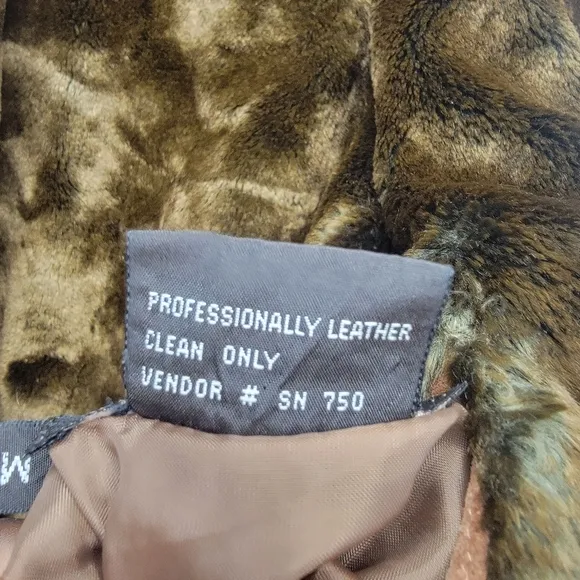 PROFESSIONALLY LEATHER
CLEAN ONLY
VENDOR # SN 750
M